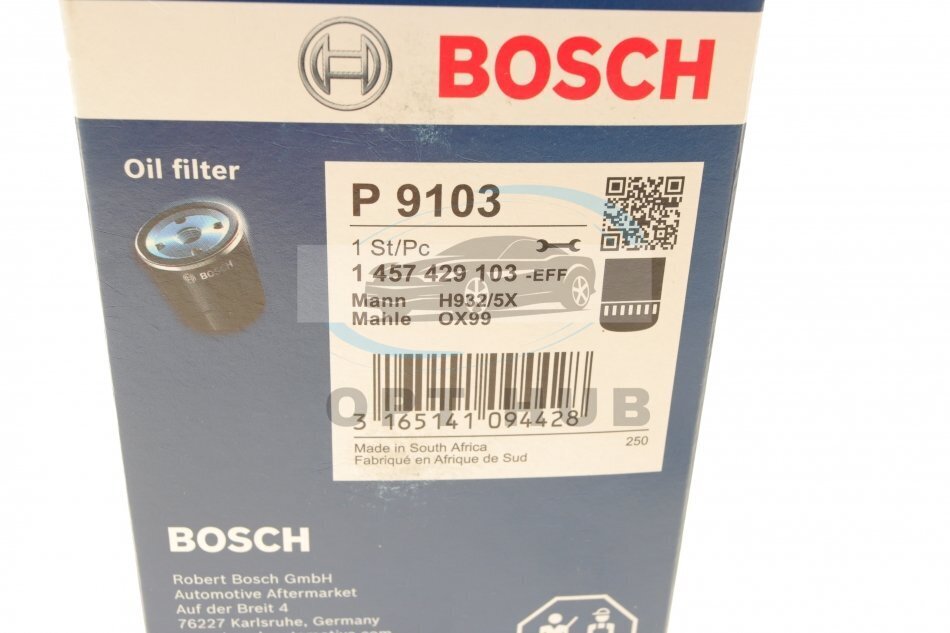 BOSCH
Oil filter
BOSCH
P 9103
1 St/Pc
1 457 429 103 -EFF
Mann H932/5X
Mahle OX99
OPT HUB
3 165141 094428
Made in South Africa 250
Fabriqué en Afrique de Sud
BOSCH
Robert Bosch GmbH
Automotive Aftermarket
Auf der Breit 4
76227 Karlsruhe, Germany